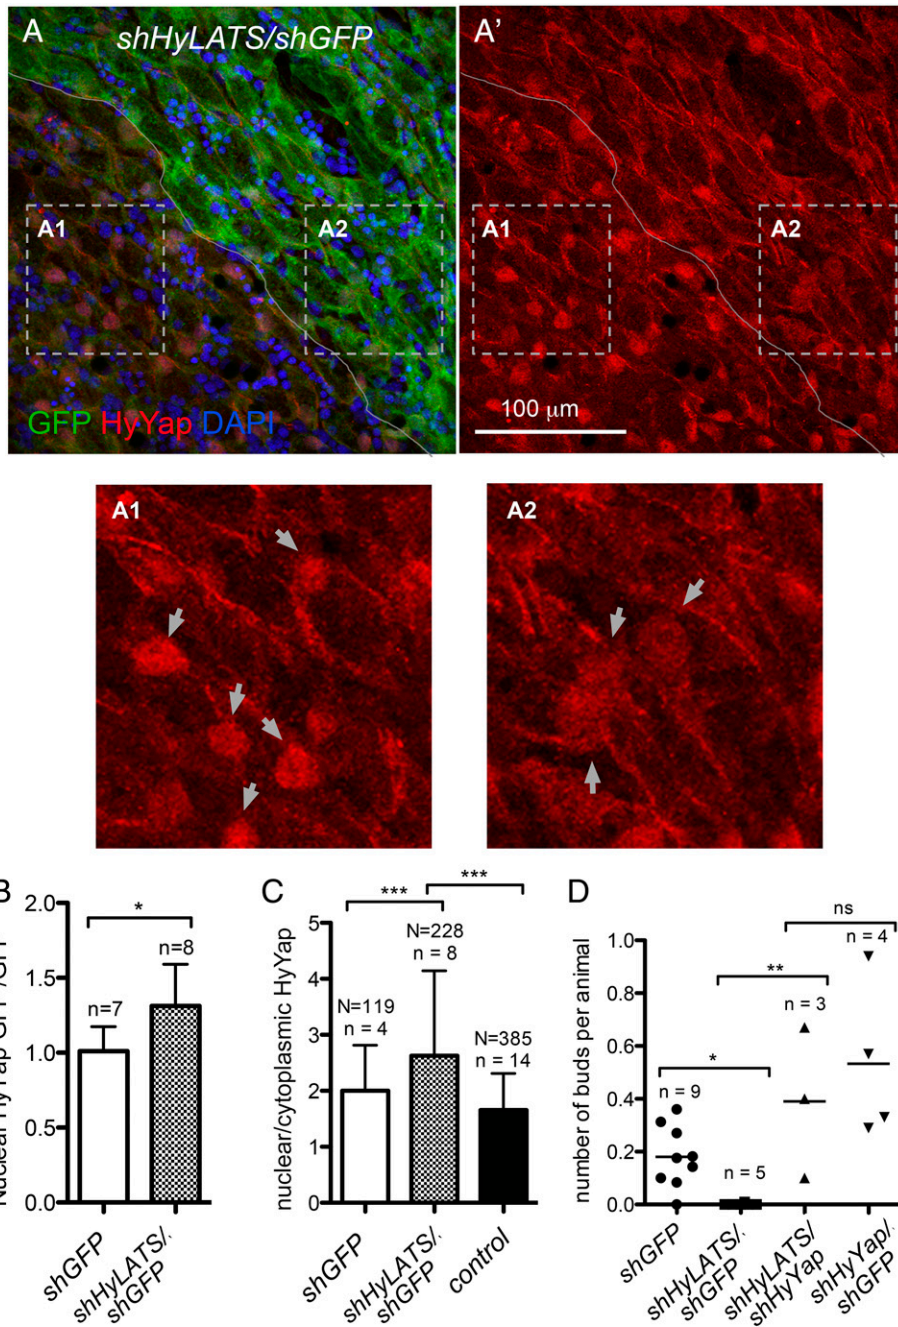 A
shHyLATS/shGFP
A'
A1
A2
A1
A2
GFP HyYap DAPI
100 μm
A1
A2
B
C
D
Nuclear HyYap
2.0
1.5
1.0
0.5
0.0
*
n=7
n=8
shGFP
shHyLATS/
shGFP
nuclear/cytoplasmic HyYap
5
4
3
2
1
0
***
***
N=119
n = 4
N=228
n = 8
N=385
n = 14
shGFP
shHyLATS/
shGFP
control
number of buds per animal
1.0
0.8
0.6
0.4
0.2
0.0
ns
**
*
n = 9
n = 5
n = 3
n = 4
shGFP
shHyLATS/
shGFP
shHyLATS/
shHyYap
shHyYap/
shGFP